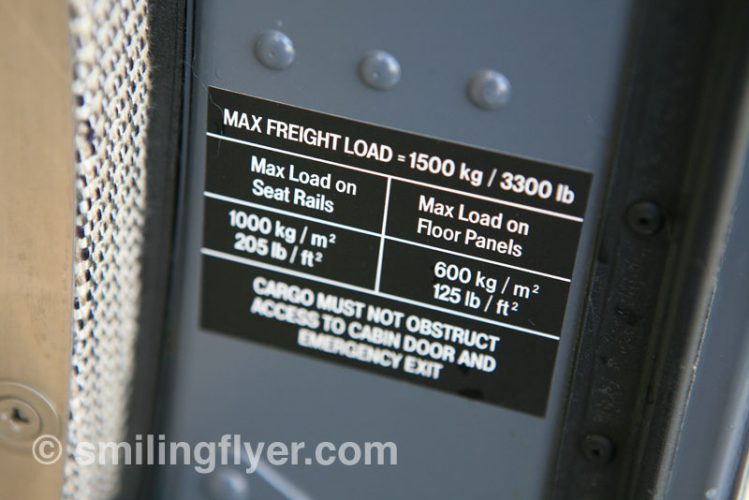 MAX FREIGHT LOAD = 1500 kg / 3300 lb
Max Load on
Seat Rails
Max Load on
Floor Panels
1000 kg / m²
205 lb / ft²
600 kg / m²
125 lb / ft²
CARGO MUST NOT OBSTRUCT
ACCESS TO CABIN DOOR AND
EMERGENCY EXIT
© smilingflyer.com